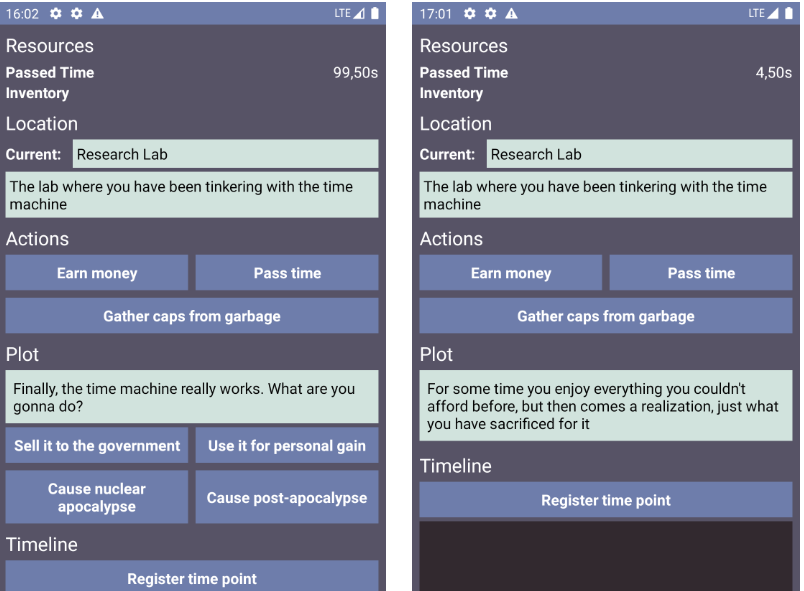 16:02 LTE
Resources
Passed Time 99,50s
Inventory
Location
Current: Research Lab
The lab where you have been tinkering with the time
machine
Actions
Earn money Pass time
Gather caps from garbage
Plot
Finally, the time machine really works. What are you
gonna do?
Sell it to the government Use it for personal gain
Cause nuclear
apocalypse
Cause post-apocalypse
Timeline
Register time point
17:01 LTE
Resources
Passed Time 4,50s
Inventory
Location
Current: Research Lab
The lab where you have been tinkering with the time
machine
Actions
Earn money Pass time
Gather caps from garbage
Plot
For some time you enjoy everything you couldn't
afford before, but then comes a realization, just what
you have sacrificed for it
Timeline
Register time point